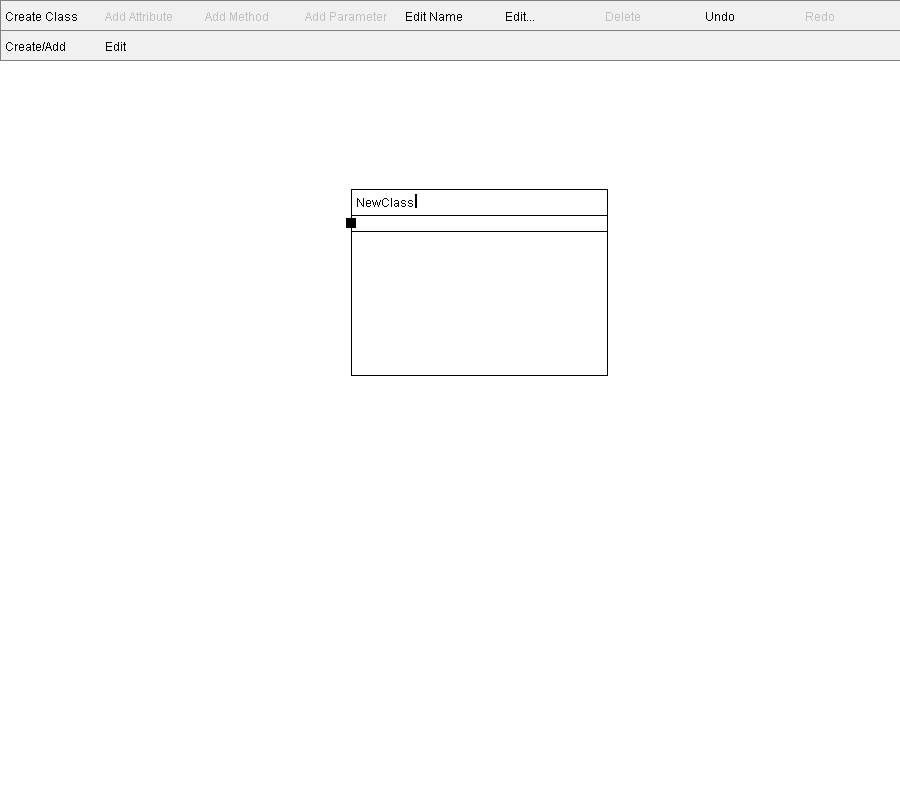 Create Class Add Attribute Add Method Add Parameter Edit Name Edit... Delete Undo Redo
Create/Add Edit
NewClass